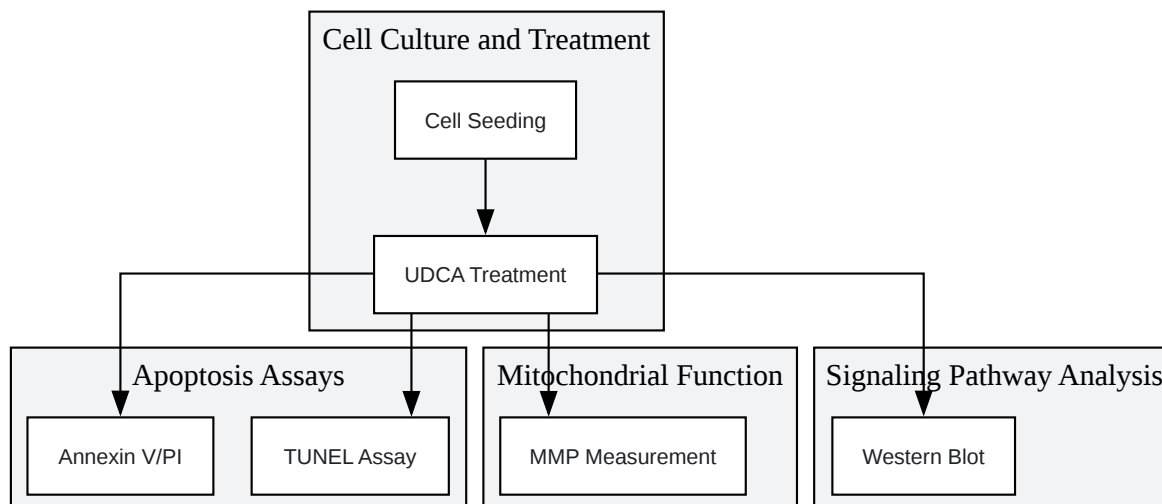 Cell Culture and Treatment
Cell Seeding
UDCA Treatment
Apoptosis Assays
Mitochondrial Function
Signaling Pathway Analysis
Annexin V/PI
TUNEL Assay
MMP Measurement
Western Blot